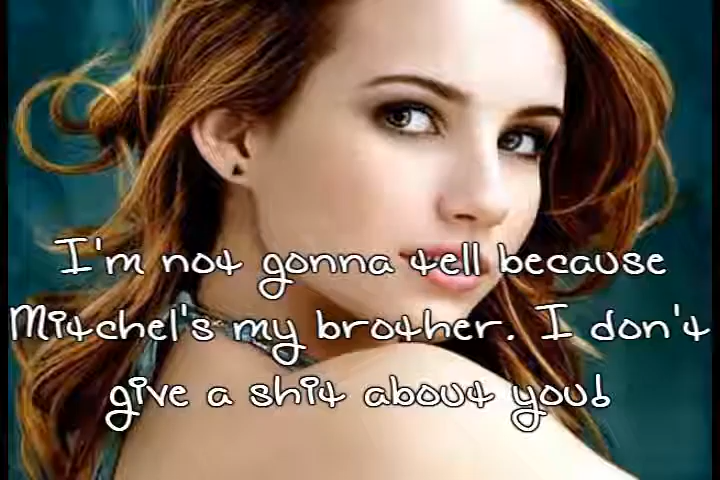 I'm not gonna tell because
Mitchel's my brother. I don't
give a shit about you!